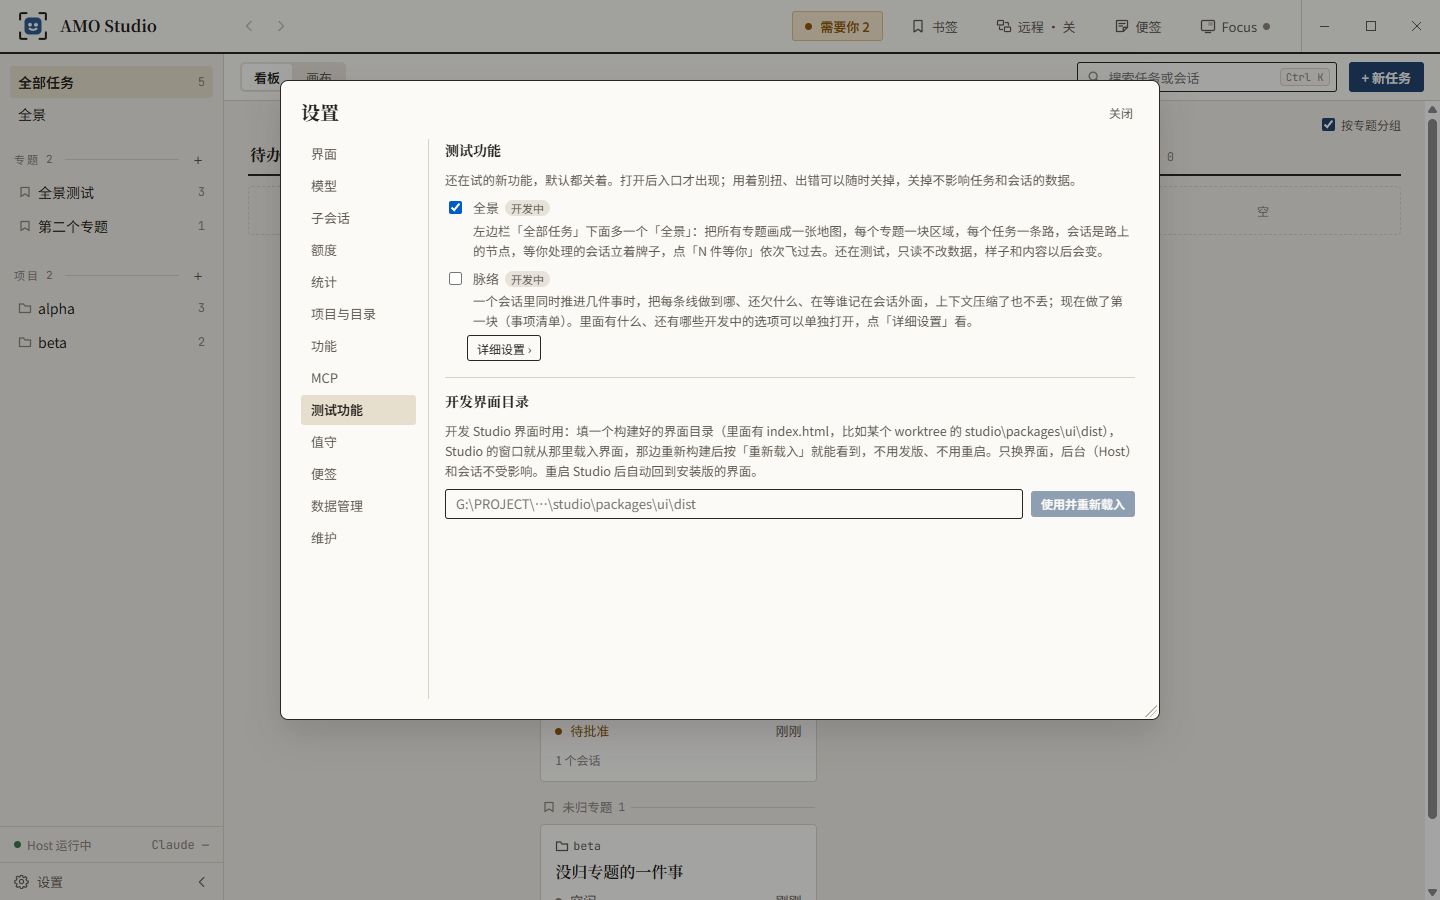 AMO Studio
需要你 2
书签
远程 · 关
便签
Focus
全部任务 5
全景
专题 2
全景测试 3
第二个专题 1
项目 2
alpha 3
beta 2
Host 运行中 Claude —
设置
看板 画布
搜索任务或会话 Ctrl K
+ 新任务
按专题分组
待办
0
空
设置
关闭
界面
模型
子会话
额度
统计
项目与目录
功能
MCP
测试功能
值守
便签
数据管理
维护
测试功能
还在试的新功能，默认都关着。打开后入口才出现；用着别扭、出错可以随时关掉，关掉不影响任务和会话的数据。
全景 开发中
左边栏「全部任务」下面多一个「全景」：把所有专题画成一张地图，每个专题一块区域，每个任务一条路，会话是路上
的节点，等你处理的会话立着牌子，点「N 件等你」依次飞过去。还在测试，只读不改数据，样子和内容以后会变。
脉络 开发中
一个会话里同时推进几件事时，把每条线做到哪、还欠什么、在等谁记在会话外面，上下文压缩了也不丢；现在做了第
一块（事项清单）。里面有什么、还有哪些开发中的选项可以单独打开，点「详细设置」看。
详细设置 ›
开发界面目录
开发 Studio 界面时用：填一个构建好的界面目录（里面有 index.html，比如某个 worktree 的 studio\packages\ui\dist），
Studio 的窗口就从那里载入界面，那边重新构建后按「重新载入」就能看到，不用发版、不用重启。只换界面，后台（Host）
和会话不受影响。重启 Studio 后自动回到安装版的界面。
G:\PROJECT\···\studio\packages\ui\dist
使用并重新载入
待批准 刚刚
1 个会话
未归专题 1
beta
没归专题的一件事
空闲 刚刚